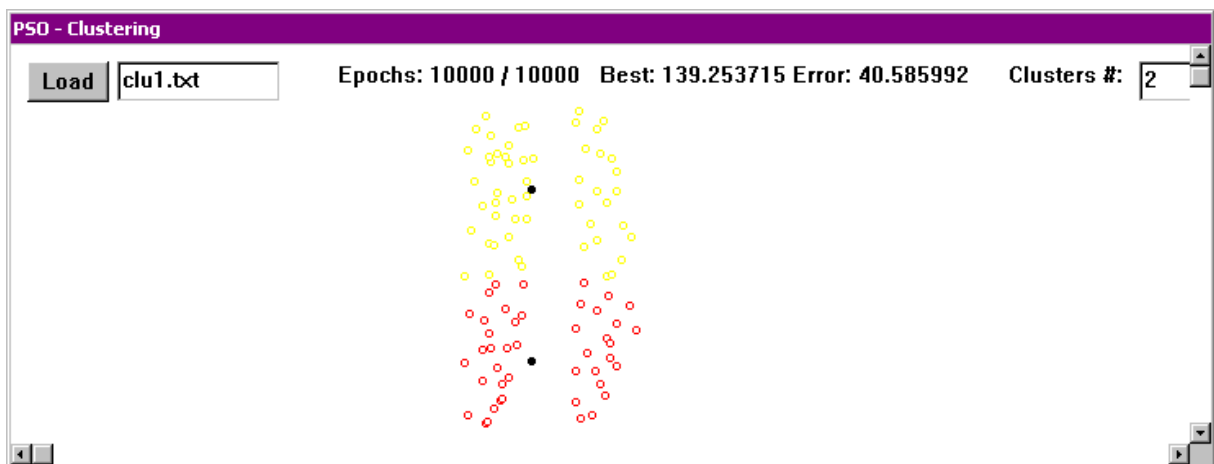 PSO - Clustering
Load clu1.txt Epochs: 10000 / 10000 Best: 139.253715 Error: 40.585992 Clusters #: 2